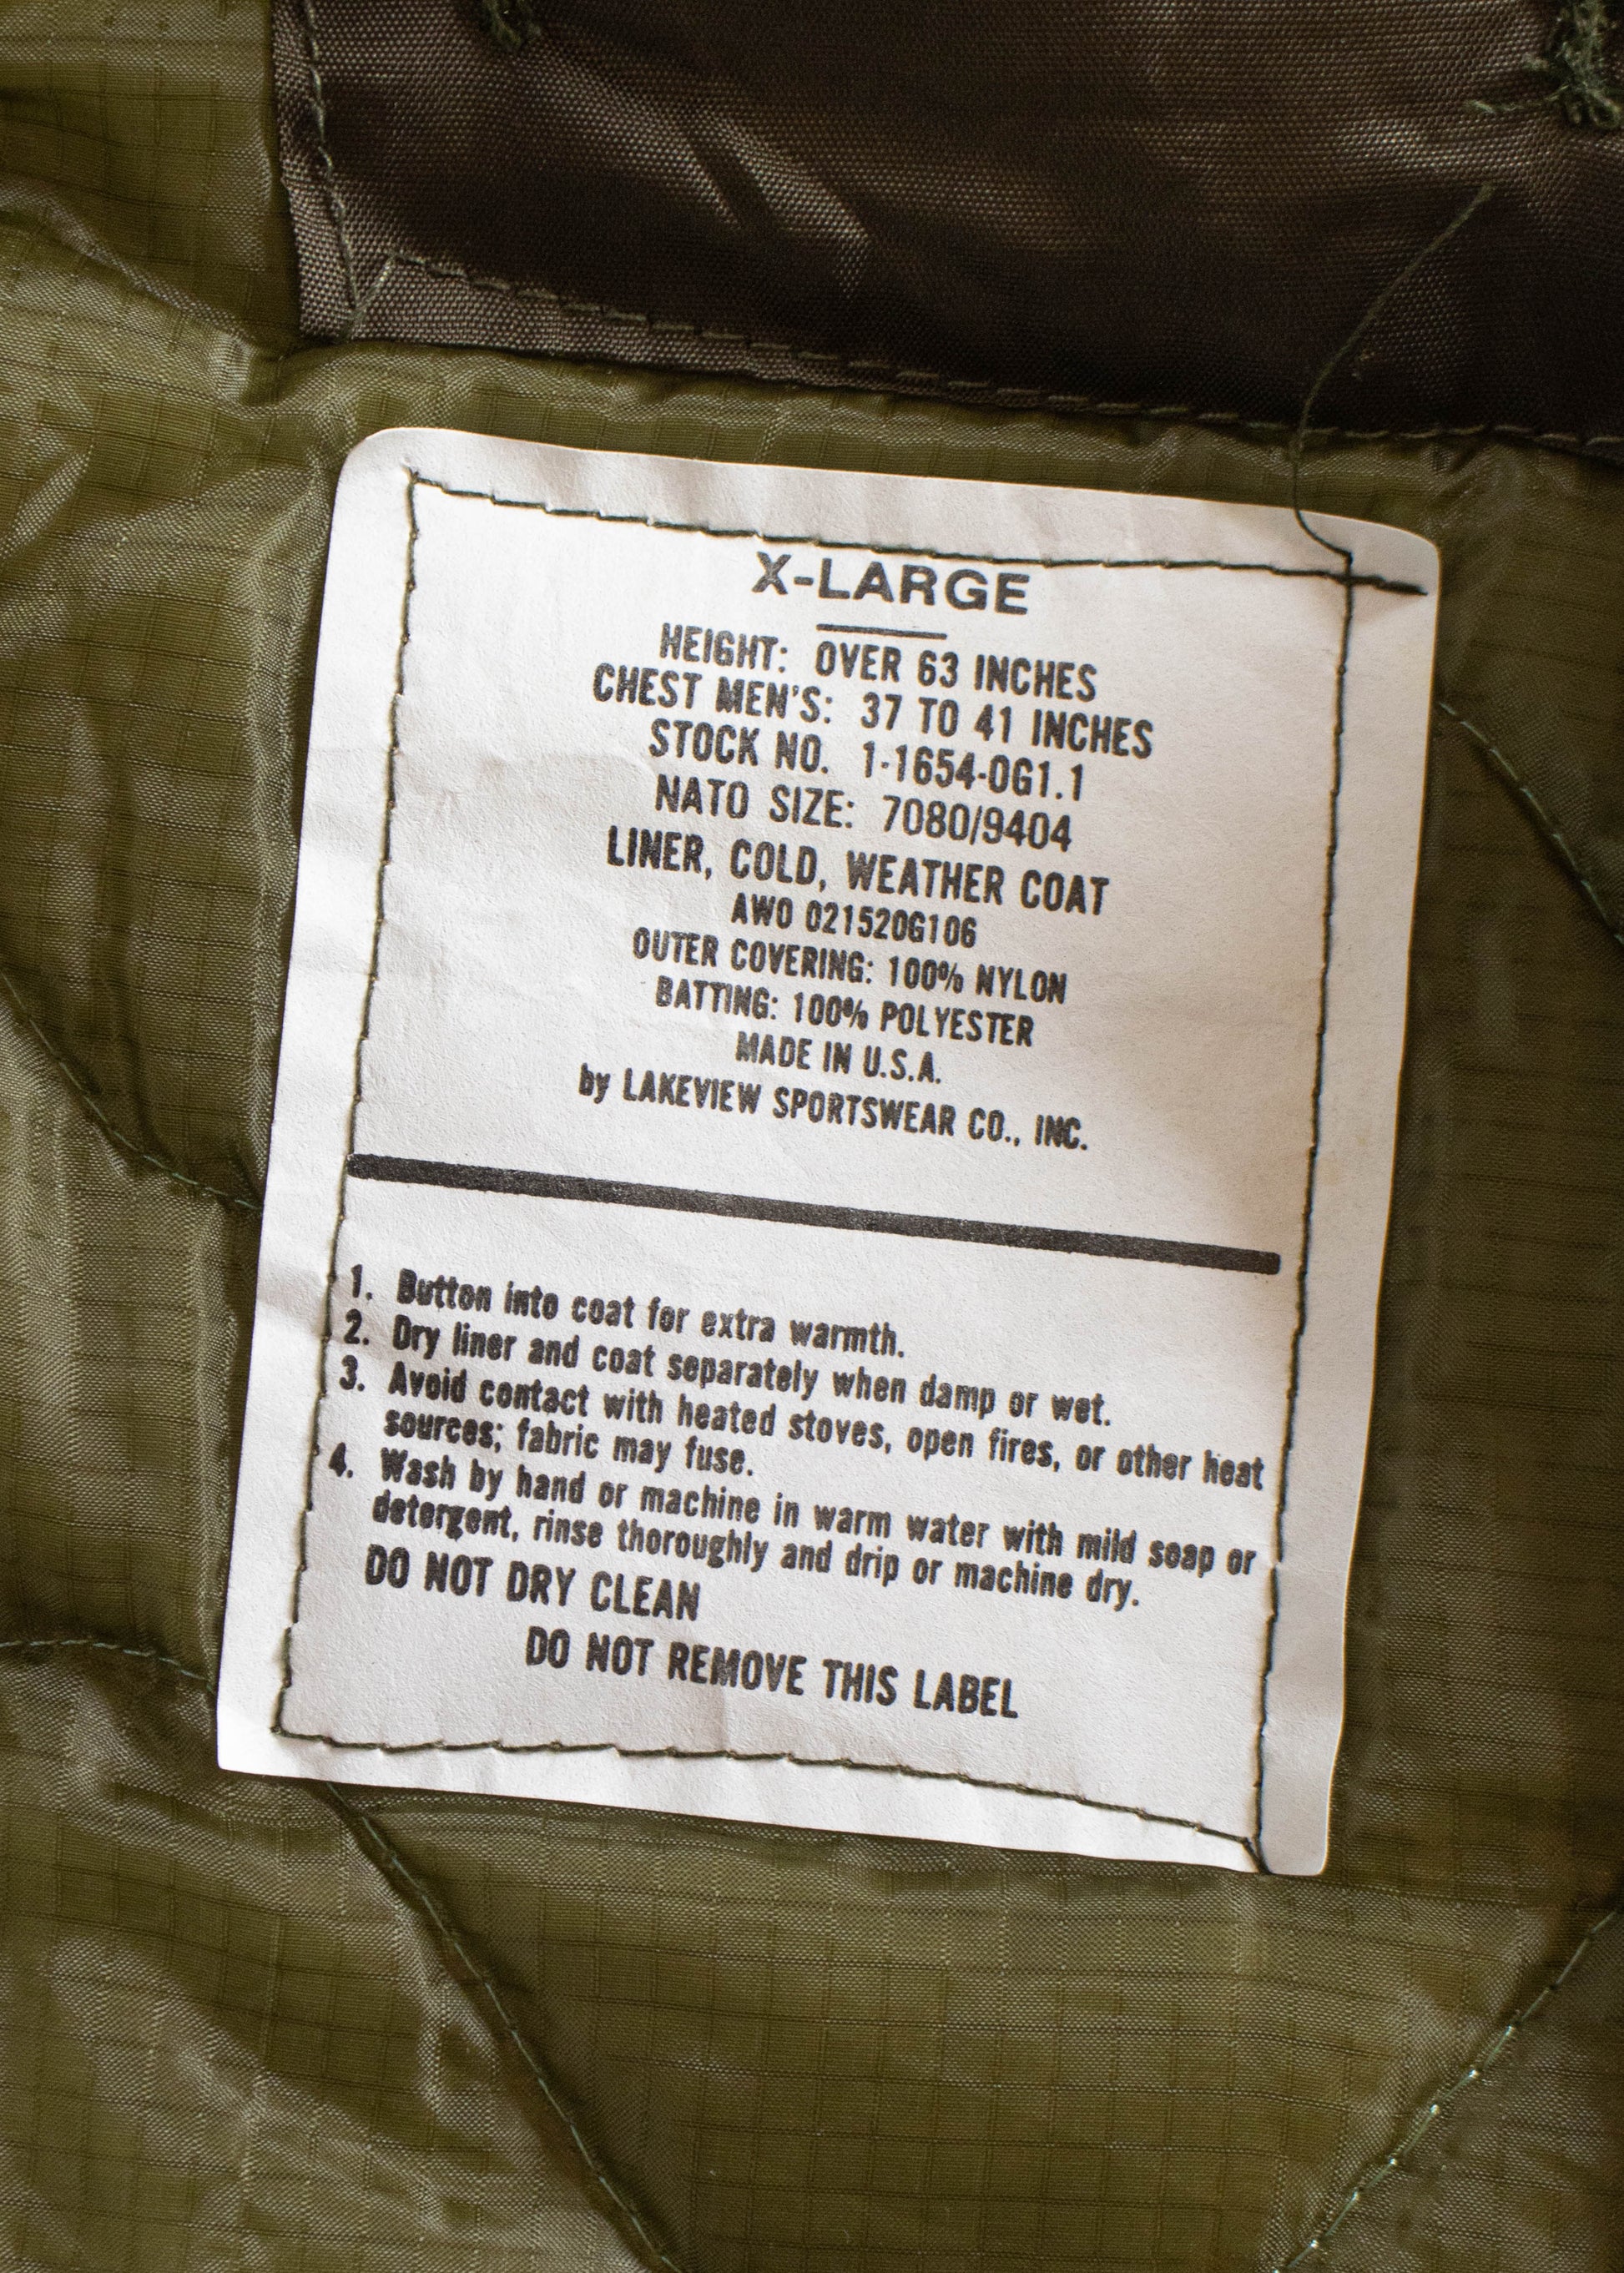 X-LARGE
HEIGHT: OVER 63 INCHES
CHEST MEN'S: 37 TO 41 INCHES
STOCK NO. 1-1654-OG1.1
NATO SIZE: 7080/9404
LINER, COLD, WEATHER COAT
AWO 02152OG106
OUTER COVERING: 100% NYLON
BATTING: 100% POLYESTER
MADE IN U.S.A.
by LAKEVIEW SPORTSWEAR CO., INC.
1. Button into coat for extra warmth.
2. Dry liner and coat separately when damp or wet.
3. Avoid contact with heated stoves, open fires, or other heat
sources; fabric may fuse.
4. Wash by hand or machine in warm water with mild soap or
detergent, rinse thoroughly and drip or machine dry.
DO NOT DRY CLEAN
DO NOT REMOVE THIS LABEL